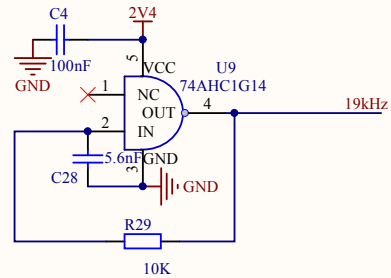 C4
2V4
100nF
GND
5
VCC
U9
74AHC1G14
1
NC
OUT
4
19kHz
2
IN
5.6nF
GND
C28
3
GND
R29
10K